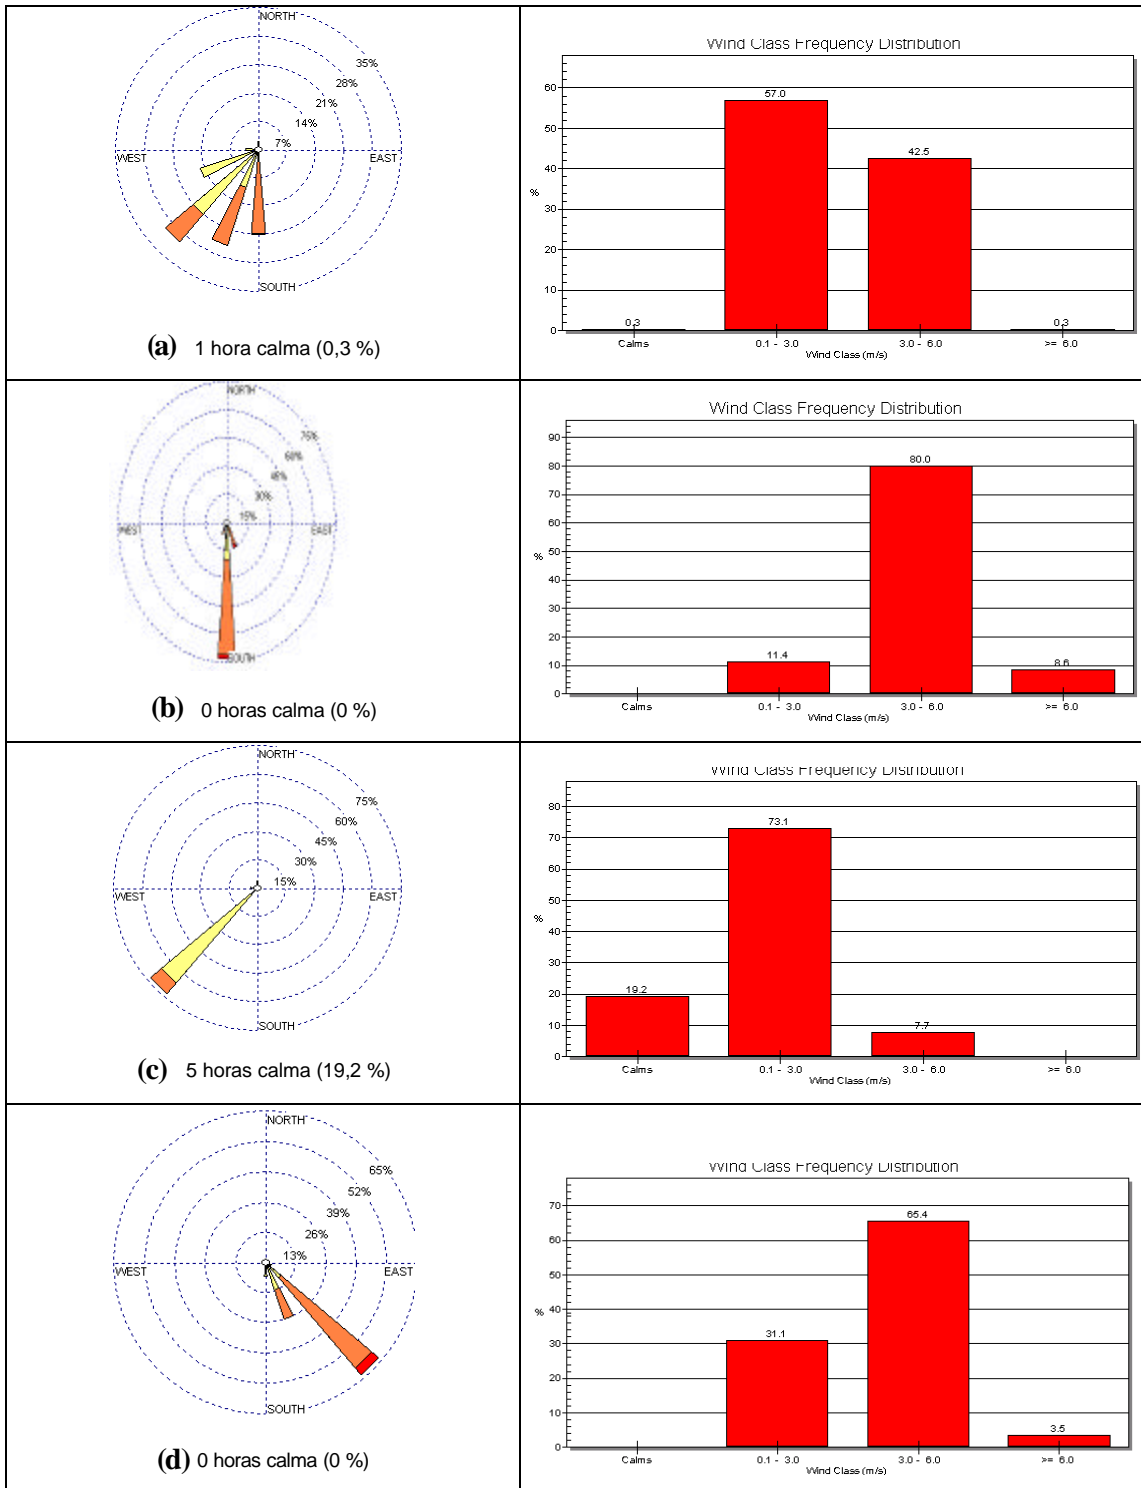 NORTH
35%
28%
21%
14%
7%
WEST
EAST
SOUTH
(a) 1 hora calma (0,3 %)
Wind Class Frequency Distribution
60
50
40
30
20
10
0
%
57.0
42.5
0.3
0.3
Calms
0.1 - 3.0
3.0 - 6.0
>= 6.0
Wind Class (m/s)
NORTH
75%
60%
45%
30%
15%
WEST
EAST
SOUTH
(b) 0 horas calma (0 %)
Wind Class Frequency Distribution
90
80
70
60
50
40
30
20
10
0
%
80.0
11.4
8.6
Calms
0.1 - 3.0
3.0 - 6.0
>= 6.0
Wind Class (m/s)
NORTH
75%
60%
45%
30%
15%
WEST
EAST
SOUTH
(c) 5 horas calma (19,2 %)
Wind Class Frequency Distribution
80
70
60
50
40
30
20
10
0
%
73.1
19.2
7.7
Calms
0.1 - 3.0
3.0 - 6.0
>= 6.0
Wind Class (m/s)
NORTH
65%
52%
39%
26%
13%
WEST
EAST
SOUTH
(d) 0 horas calma (0 %)
Wind Class Frequency Distribution
70
60
50
40
30
20
10
0
%
65.4
31.1
3.5
Calms
0.1 - 3.0
3.0 - 6.0
>= 6.0
Wind Class (m/s)